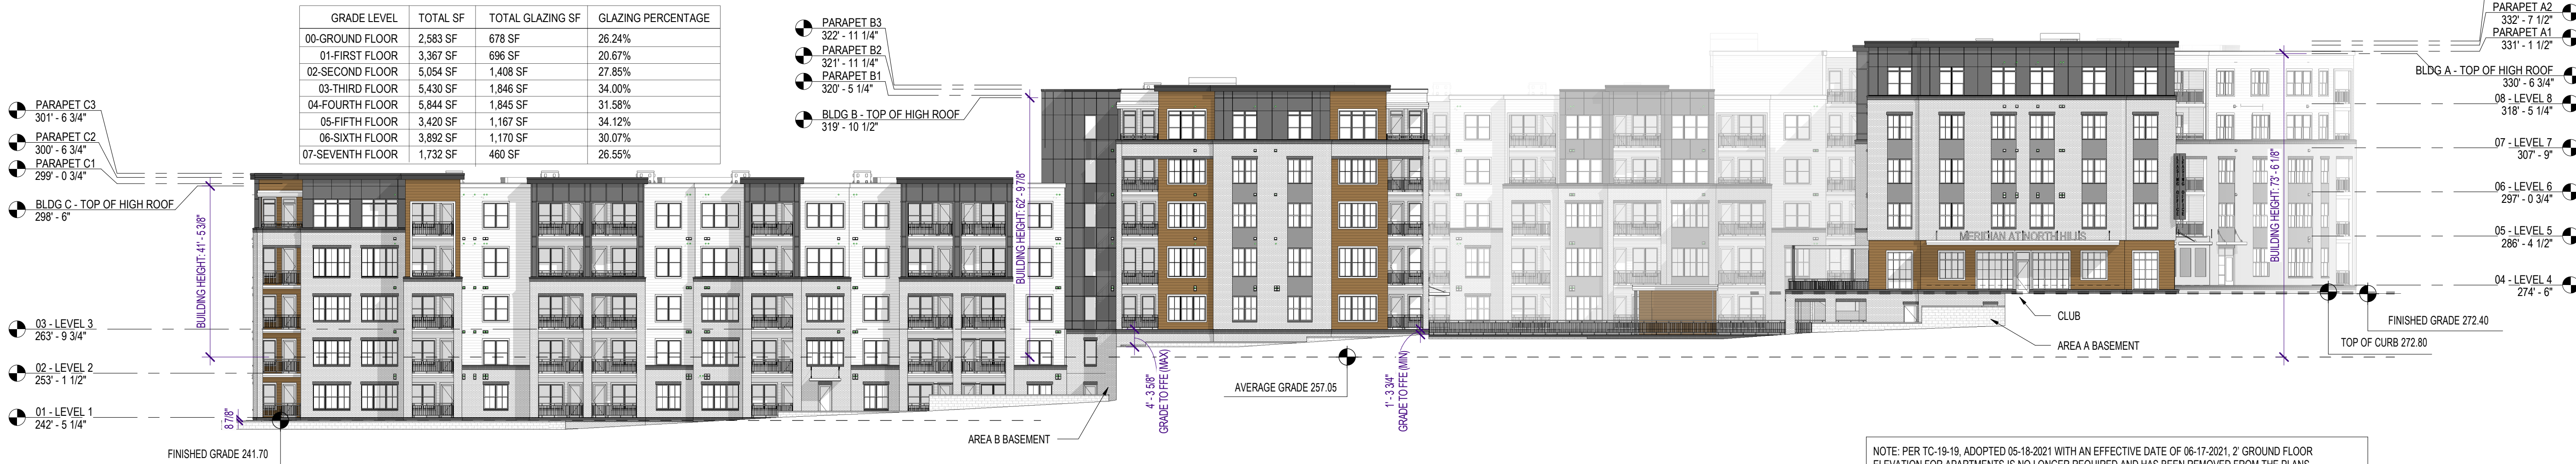 GRADE LEVEL TOTAL SF TOTAL GLAZING SF GLAZING PERCENTAGE
00-GROUND FLOOR 2,583 SF 678 SF 26.24%
01-FIRST FLOOR 3,367 SF 696 SF 20.67%
02-SECOND FLOOR 5,054 SF 1,408 SF 27.85%
03-THIRD FLOOR 5,430 SF 1,846 SF 34.00%
04-FOURTH FLOOR 5,844 SF 1,845 SF 31.58%
05-FIFTH FLOOR 3,420 SF 1,167 SF 34.12%
06-SIXTH FLOOR 3,892 SF 1,170 SF 30.07%
07-SEVENTH FLOOR 1,732 SF 460 SF 26.55%
PARAPET C3
301' - 6 3/4"
PARAPET C2
300' - 6 3/4"
PARAPET C1
299' - 0 3/4"
BLDG C - TOP OF HIGH ROOF
298' - 6"
BUILDING HEIGHT: 41' - 5 3/8"
03 - LEVEL 3
263' - 9 3/4"
02 - LEVEL 2
253' - 1 1/2"
01 - LEVEL 1
242' - 5 1/4"
8 7/8"
FINISHED GRADE 241.70
PARAPET B3
322' - 11 1/4"
PARAPET B2
321' - 11 1/4"
PARAPET B1
320' - 5 1/4"
BLDG B - TOP OF HIGH ROOF
319' - 10 1/2"
BUILDING HEIGHT: 62' - 9 7/8"
AREA B BASEMENT
4' - 3 5/8"
GRADE TO FFE (MAX)
AVERAGE GRADE 257.05
1' - 3 3/4"
GRADE TO FFE (MIN)
MERIDIAN AT NORTH HILLS
CLUB
AREA A BASEMENT
BUILDING HEIGHT: 73' - 6 1/8"
PARAPET A2
332' - 7 1/2"
PARAPET A1
331' - 1 1/2"
BLDG A - TOP OF HIGH ROOF
330' - 6 3/4"
08 - LEVEL 8
318' - 5 1/4"
07 - LEVEL 7
307' - 9"
06 - LEVEL 6
297' - 0 3/4"
05 - LEVEL 5
286' - 4 1/2"
04 - LEVEL 4
274' - 6"
FINISHED GRADE 272.40
TOP OF CURB 272.80
NOTE: PER TC-19-19, ADOPTED 05-18-2021 WITH AN EFFECTIVE DATE OF 06-17-2021, 2' GROUND FLOOR
ELEVATION FOR APARTMENTS IS NO LONGER REQUIRED AND HAS BEEN REMOVED FROM THE PLANS